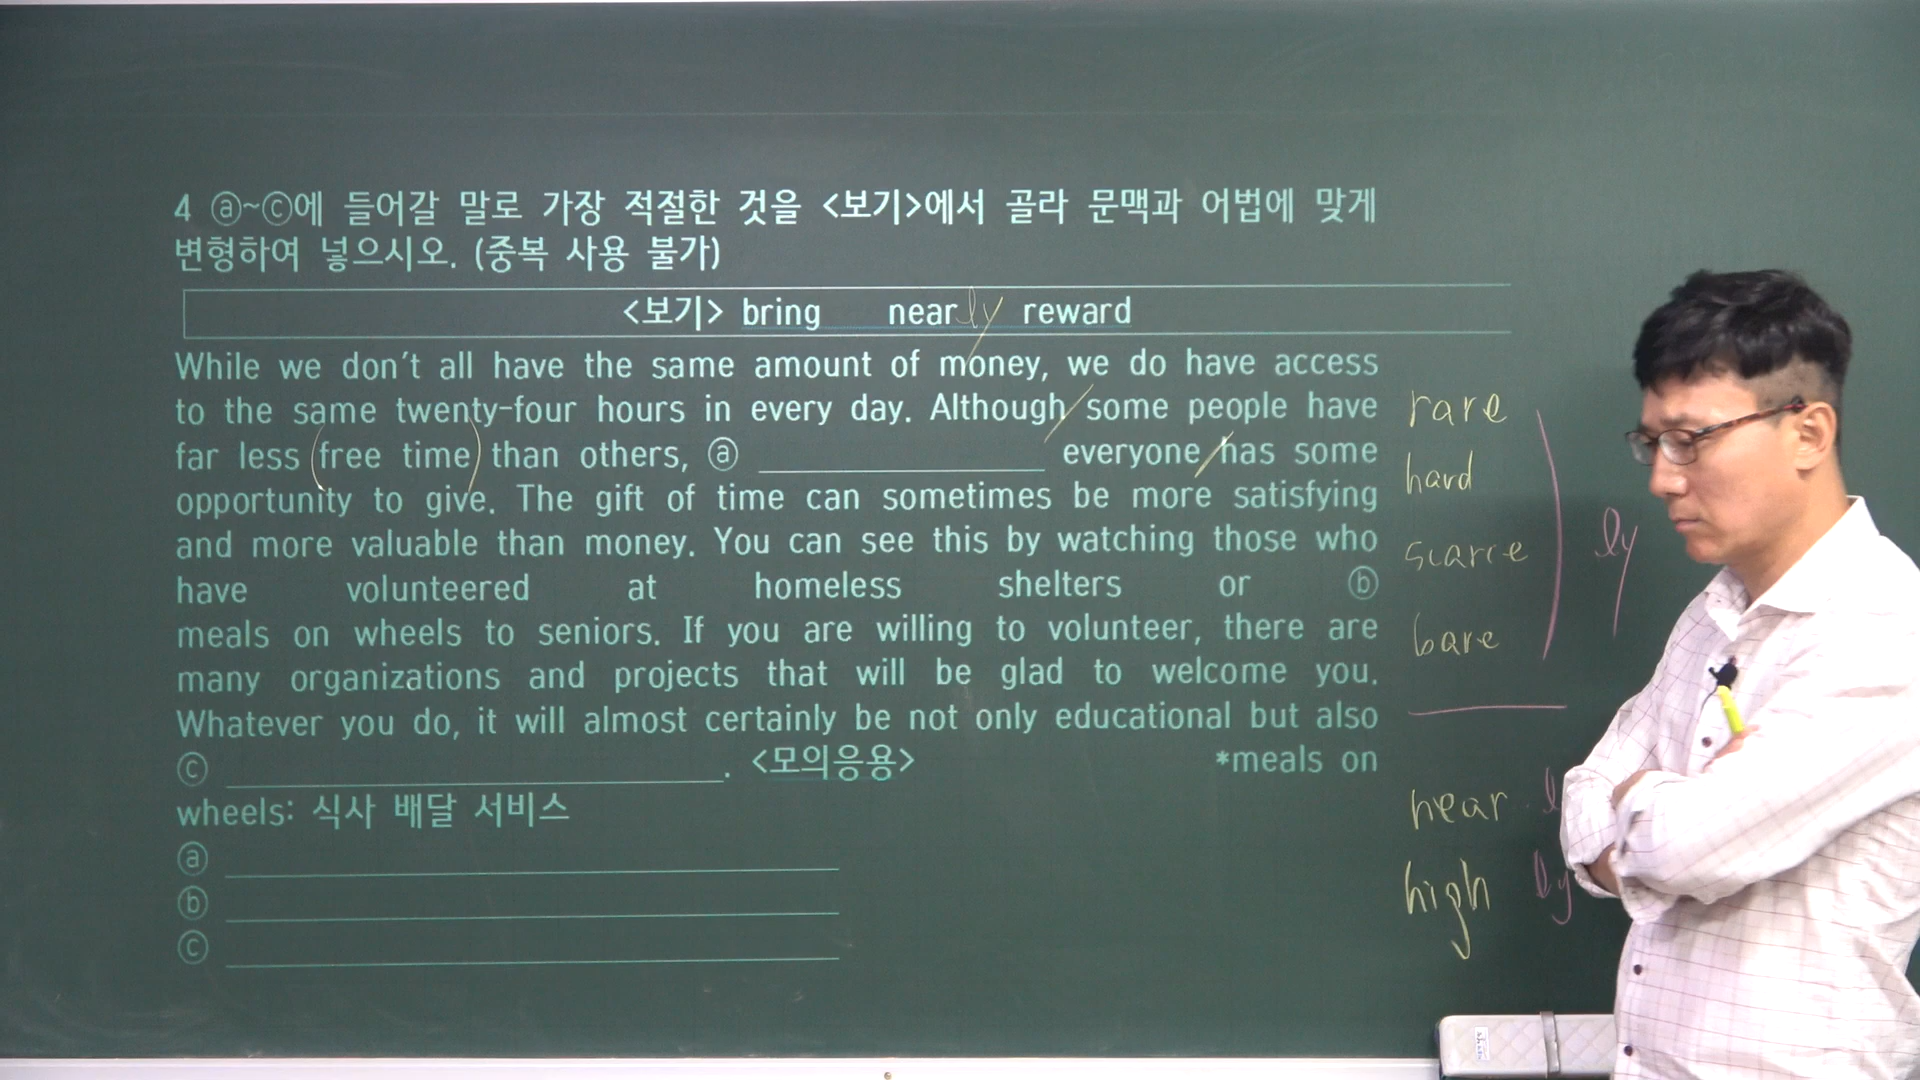 4 ⓐ~ⓒ에 들어갈 말로 가장 적절한 것을 <보기>에서 골라 문맥과 어법에 맞게
변형하여 넣으시오. (중복 사용 불가)
<보기> bring nearly reward
While we don't all have the same amount of money, we do have access
to the same twenty-four hours in every day. Although some people have
far less (free time) than others, ⓐ everyone has some
opportunity to give. The gift of time can sometimes be more satisfying
and more valuable than money. You can see this by watching those who
have volunteered at homeless shelters or ⓑ
meals on wheels to seniors. If you are willing to volunteer, there are
many organizations and projects that will be glad to welcome you.
Whatever you do, it will almost certainly be not only educational but also
ⓒ . <모의응용> *meals on
wheels: 식사 배달 서비스
ⓐ
ⓑ
ⓒ
rare
hard
scarce
bare
ly
near
high ly